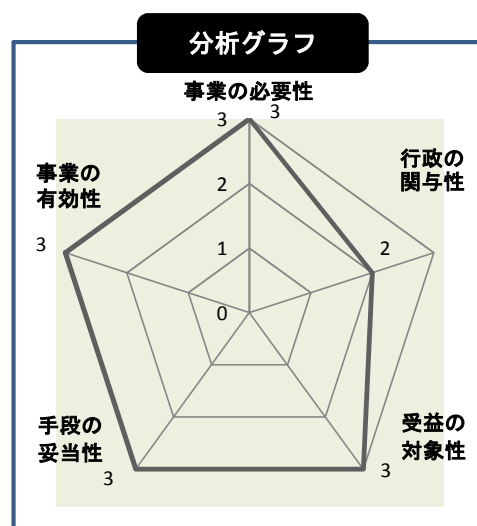 分析グラフ
事業の必要性
3
3
行政の
関与性
事業の
有効性
2
2
3
1
0
手段の
妥当性
受益の
対象性
3
3